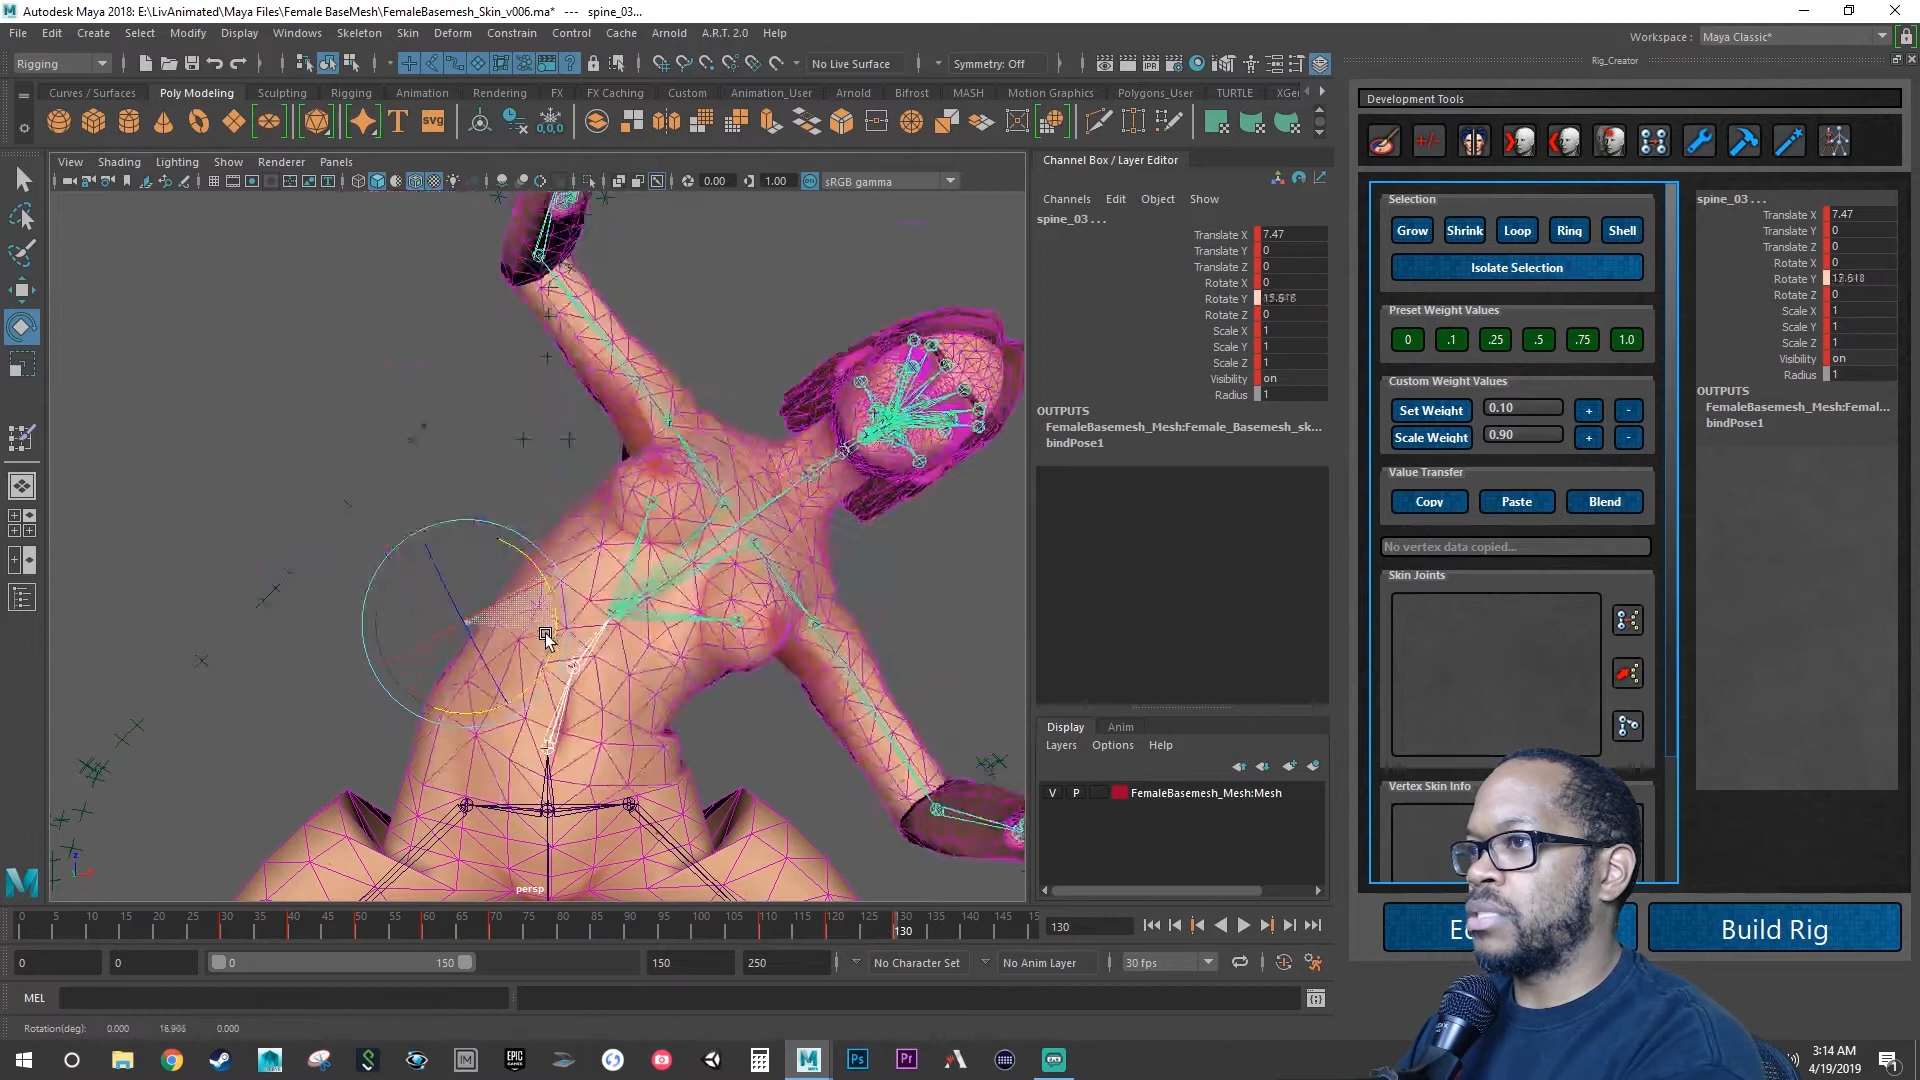 Autodesk Maya 2018: E:\LivAnimated\Maya Files\Female BaseMesh\FemaleBasemesh_Skin_v006.ma* --- spine_03...
File Edit Create Select Modify Display Windows Skeleton Skin Deform Constrain Control Cache Arnold A.R.T. 2.0 Help
Workspace : Maya Classic*
Rigging
No Live Surface
Symmetry: Off
Rig_Creator
Curves / Surfaces Poly Modeling Sculpting Rigging Animation Rendering FX FX Caching Custom Animation_User Arnold Bifrost MASH Motion Graphics Polygons_User TURTLE XGe
Development Tools
T svg
0,0,0
+/-
View Shading Lighting Show Renderer Panels
0.00 1.00 sRGB gamma
IPR
persp
z
Channel Box / Layer Editor
Channels Edit Object Show
spine_03 . . .
Translate X 7.47
Translate Y 0
Translate Z 0
Rotate X 0
Rotate Y
Rotate Z 0
Scale X 1
Scale Y 1
Scale Z 1
Visibility on
Radius 1
OUTPUTS
FemaleBasemesh_Mesh:Female_Basemesh_sk...
bindPose1
Display Anim
Layers Options Help
V P FemaleBasemesh_Mesh:Mesh
Selection
Grow Shrink Loop Ring Shell
Isolate Selection
Preset Weight Values
0 .1 .25 .5 .75 1.0
Custom Weight Values
Set Weight 0.10 + -
Scale Weight 0.90 + -
Value Transfer
Copy Paste Blend
No vertex data copied...
Skin Joints
Vertex Skin Info
spine_03 . . .
Translate X 7.47
Translate Y 0
Translate Z 0
Rotate X 0
Rotate Y
Rotate Z 0
Scale X 1
Scale Y 1
Scale Z 1
Visibility on
Radius 1
OUTPUTS
FemaleBasemesh_Mesh:Femal...
bindPose1
Build Rig
0 5 10 15 20 25 30 35 40 45 50 55 60 65 70 75 80 85 90 95 100 105 110 115 120 125 130 135 140 145 15
130
130
0 0 0 150 150 250 No Character Set No Anim Layer 30 fps
MEL
Rotation(deg): 0.000 0.000
EPIC GAMES
Ps Pr
3:14 AM
4/19/2019
1